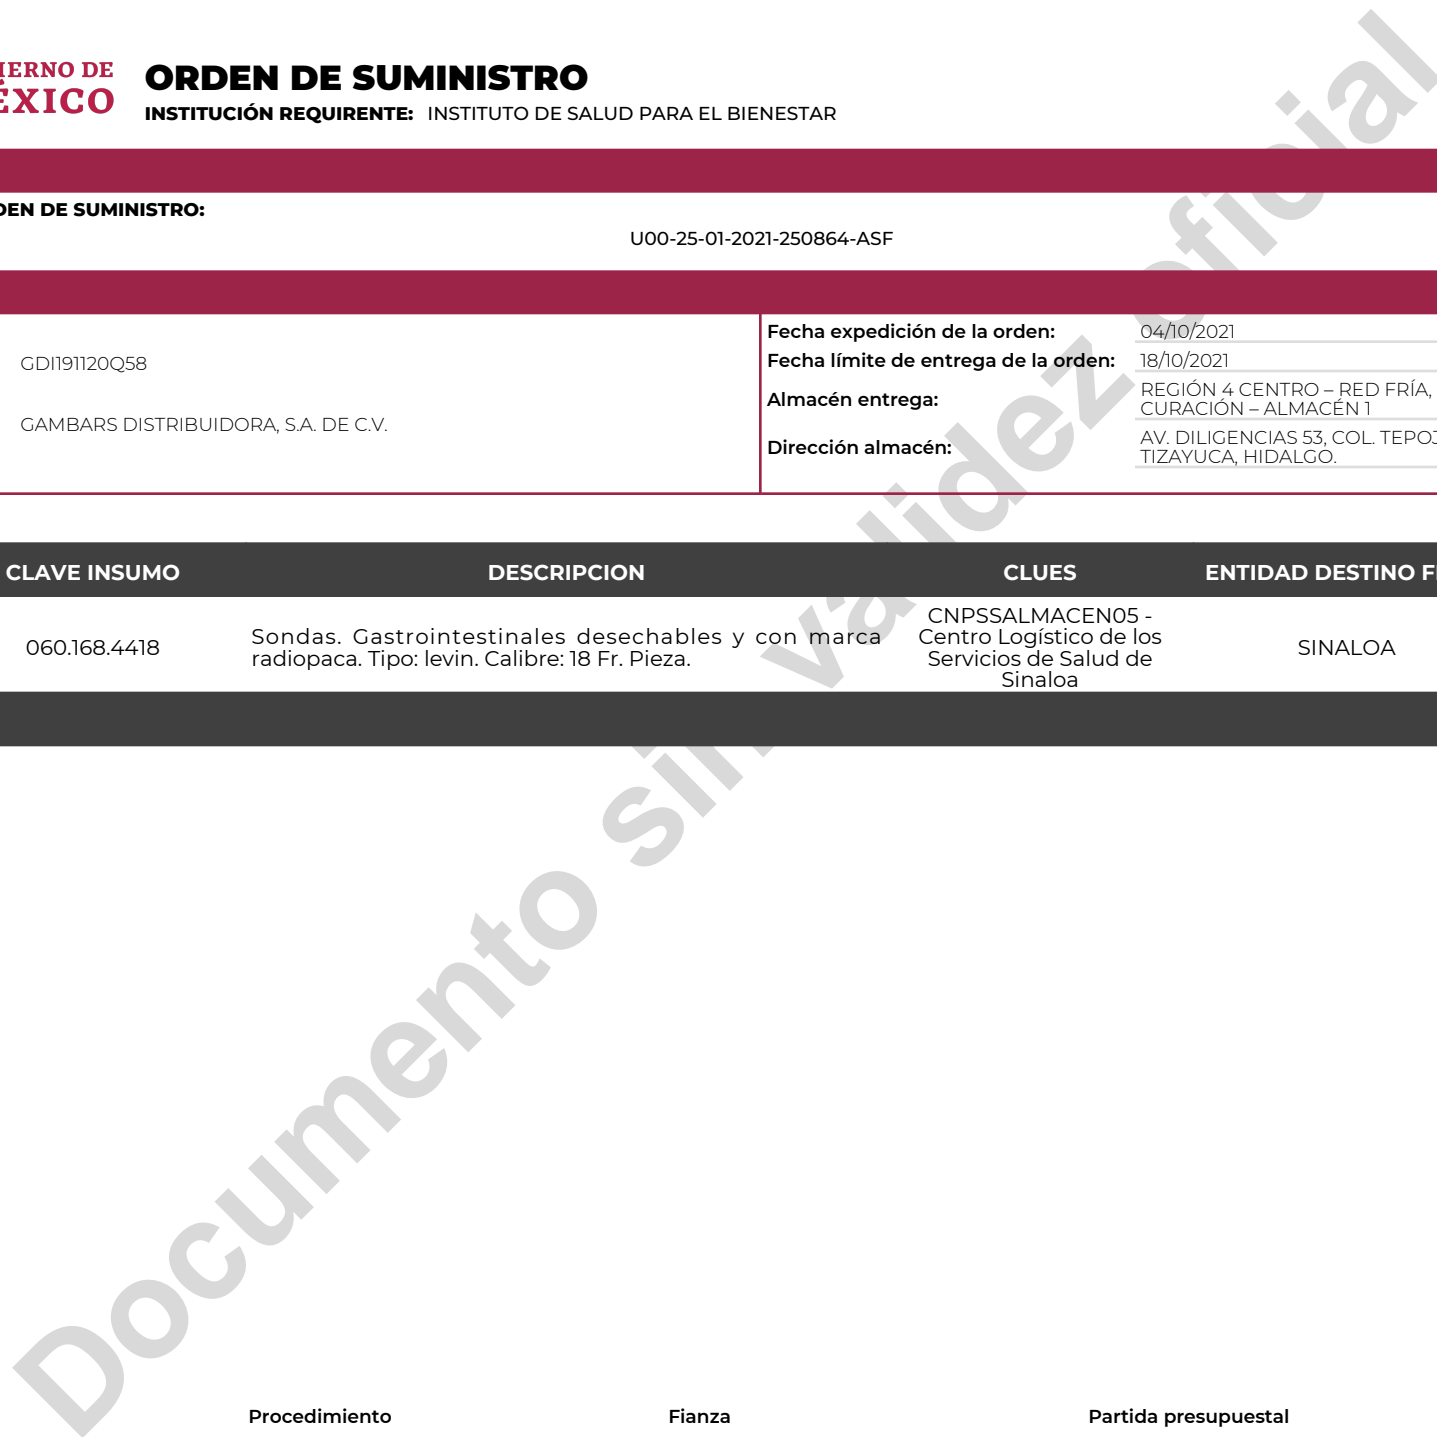 IERNO DE
ÉXICO
ORDEN DE SUMINISTRO
INSTITUCIÓN REQUIRENTE: INSTITUTO DE SALUD PARA EL BIENESTAR
DEN DE SUMINISTRO:
U00-25-01-2021-250864-ASF
GDI191120Q58
GAMBARS DISTRIBUIDORA, S.A. DE C.V.
Fecha expedición de la orden: 04/10/2021
Fecha límite de entrega de la orden: 18/10/2021
Almacén entrega: REGIÓN 4 CENTRO – RED FRÍA,
CURACIÓN – ALMACÉN 1
Dirección almacén: AV. DILIGENCIAS 53, COL. TEPOJ
TIZAYUCA, HIDALGO.
CLAVE INSUMO DESCRIPCION CLUES ENTIDAD DESTINO FI
060.168.4418
Sondas. Gastrointestinales desechables y con marca
radiopaca. Tipo: levin. Calibre: 18 Fr. Pieza.
CNPSSALMACEN05 -
Centro Logístico de los
Servicios de Salud de
Sinaloa
SINALOA
Documento sin validez oficial
Procedimiento Fianza Partida presupuestal